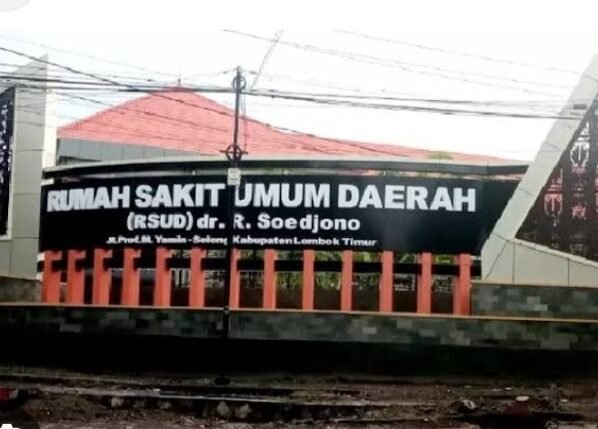 RUMAH SAKIT UMUM DAERAH
(RSUD) dr. R. Soedjono
Jl. Prof. M. Yamin - Selong Kabupaten Lombok Timur